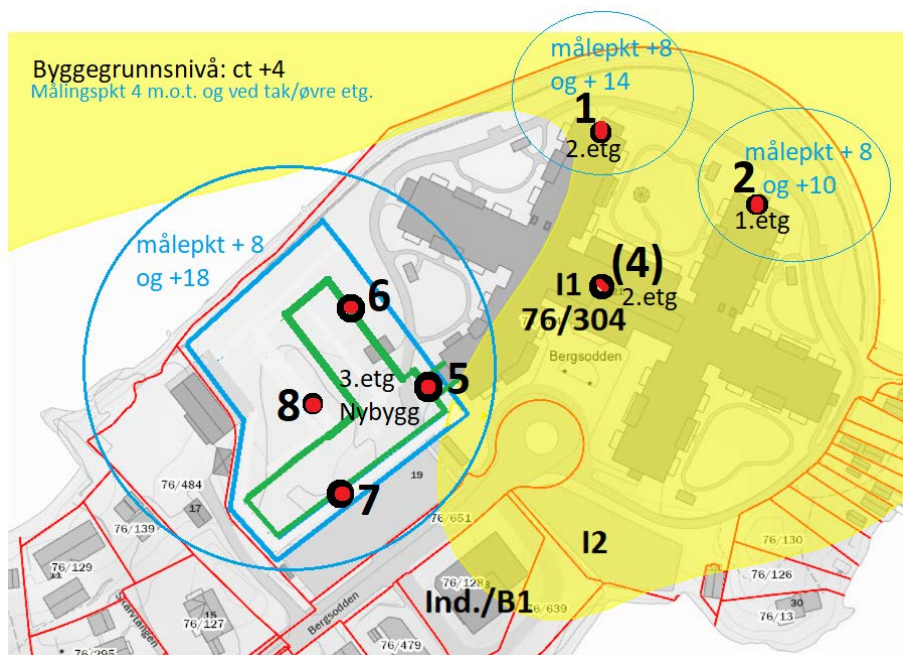 Byggegrunnsnivå: ct +4
Målingspkt 4 m.o.t. og ved tak/øvre etg.
målepkt +8
og + 14
1
2.etg
målepkt + 8
og +10
2
1.etg
målepkt + 8
og +18
(4)
I1
2.etg
76/304
Bergsodden
6
3.etg
5
8
Nybygg
7
19
76/484
17
76/651
76/139
I2
76/130
76/129
11
15
76/127
Skarvtangen
Bergsodden
76/128
Ind./B1
76/639
76/126
30
76/13
76/479
76/295